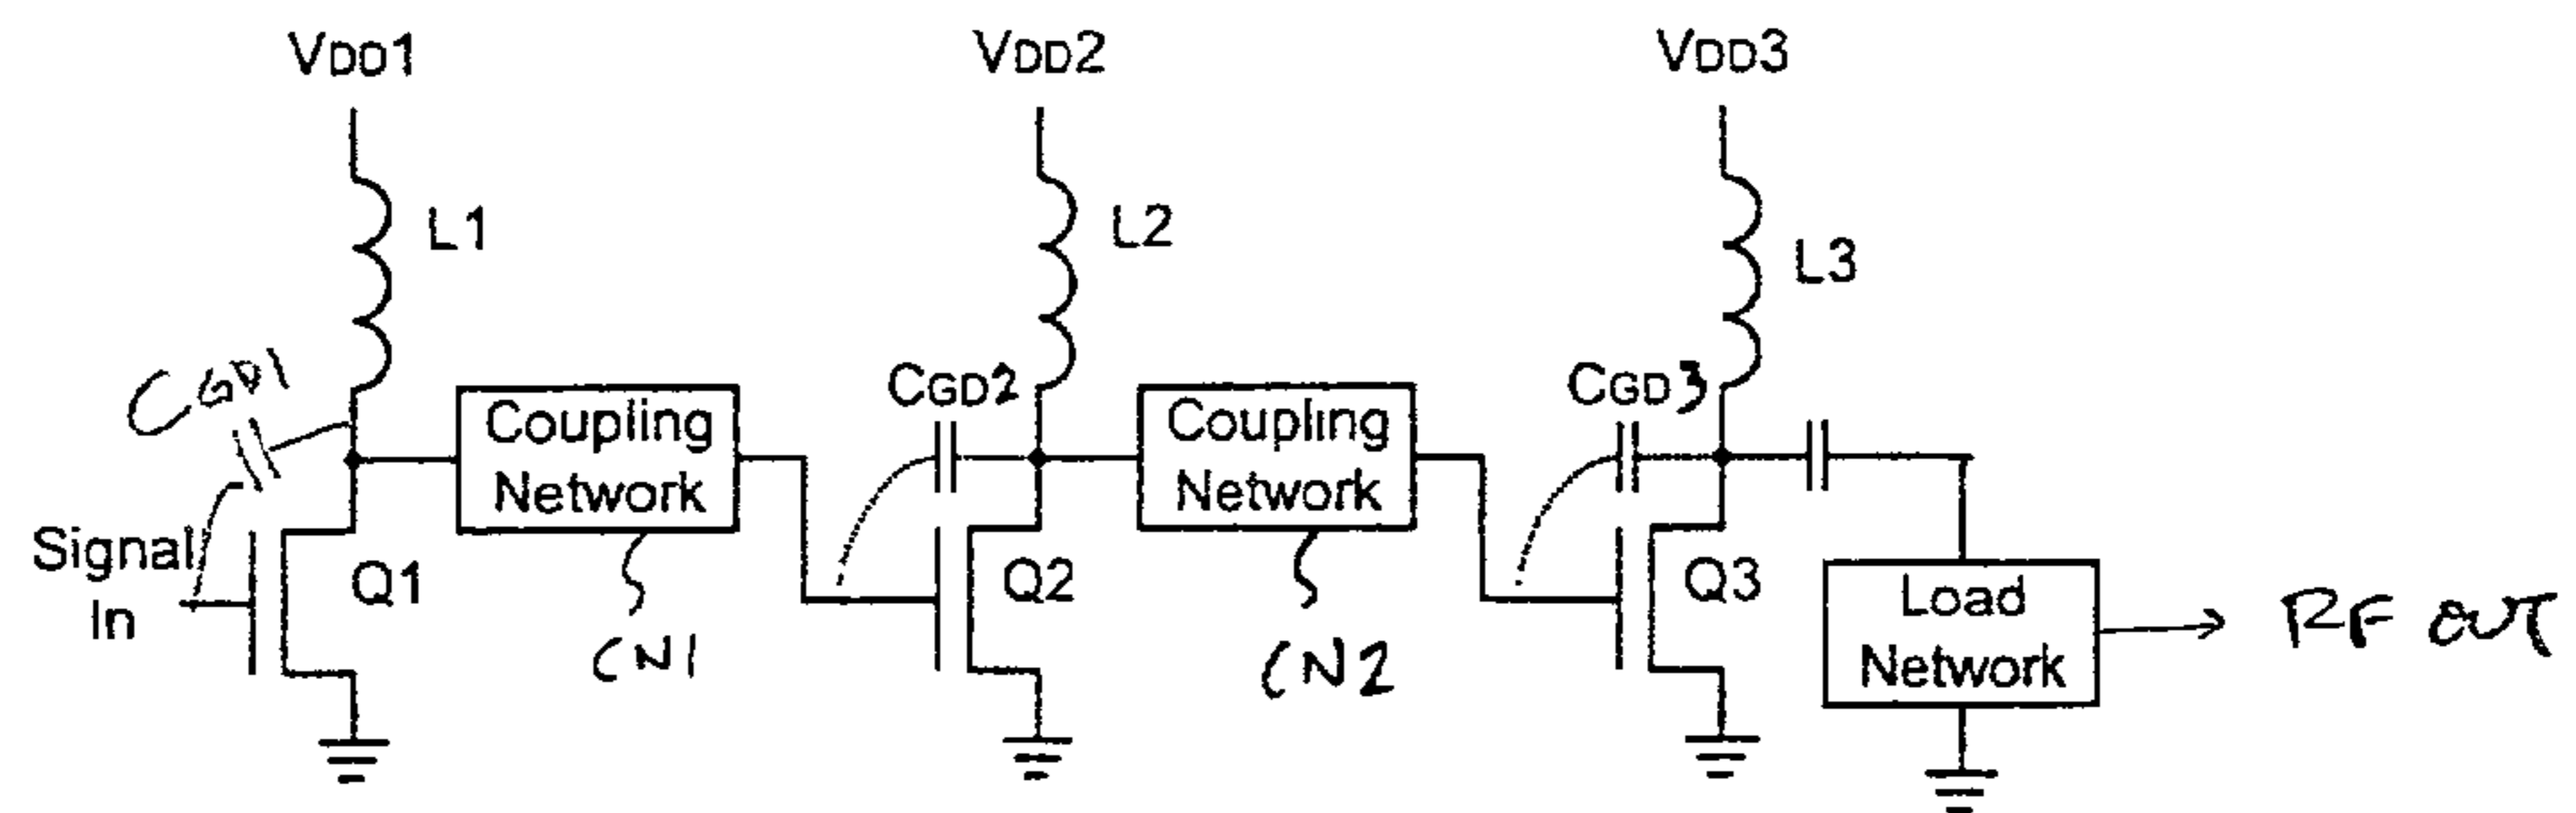 VDD1
VDD2
VDD3
L1
L2
L3
CGD1
CGD2
CGD3
Coupling
Network
Coupling
Network
Signal
In
Q1
Q2
Q3
Load
Network
RF OUT
CN1
CN2